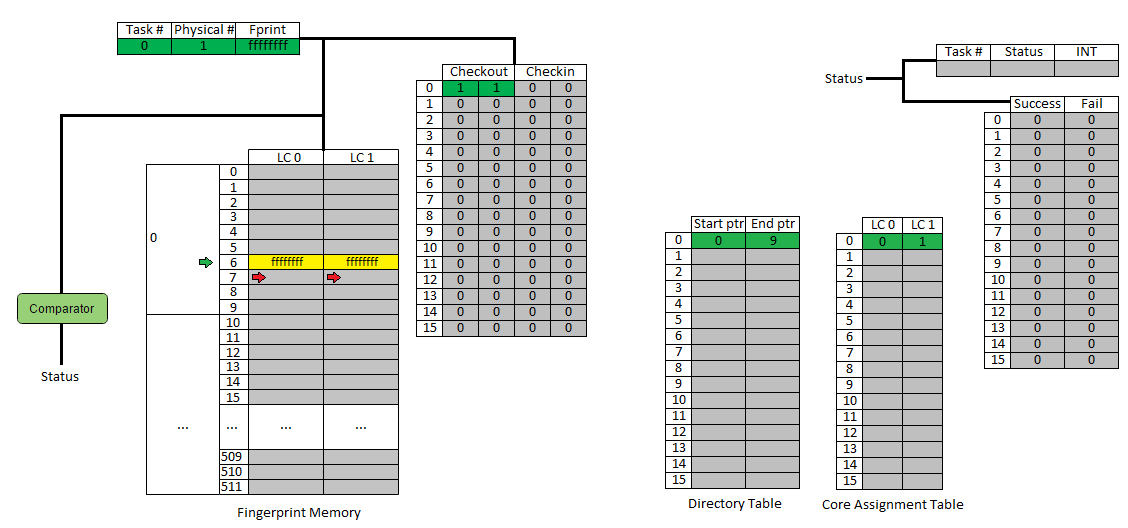 Task # Physical # Fprint
0 1 ffffffff
Checkout Checkin
0 1 1 0 0
1 0 0 0 0
2 0 0 0 0
3 0 0 0 0
4 0 0 0 0
5 0 0 0 0
6 0 0 0 0
7 0 0 0 0
8 0 0 0 0
9 0 0 0 0
10 0 0 0 0
11 0 0 0 0
12 0 0 0 0
13 0 0 0 0
14 0 0 0 0
15 0 0 0 0
LC 0 LC 1
0
0
1
2
3
4
5
6 ffffffff ffffffff
7
8
9
10
11
12
13
14
15
... ... ... ...
509
510
511
Fingerprint Memory
Comparator
Status
Start ptr End ptr
0 0 9
1
2
3
4
5
6
7
8
9
10
11
12
13
14
15
Directory Table
LC 0 LC 1
0 0 1
1
2
3
4
5
6
7
8
9
10
11
12
13
14
15
Core Assignment Table
Status
Task # Status INT
Success Fail
0 0 0
1 0 0
2 0 0
3 0 0
4 0 0
5 0 0
6 0 0
7 0 0
8 0 0
9 0 0
10 0 0
11 0 0
12 0 0
13 0 0
14 0 0
15 0 0